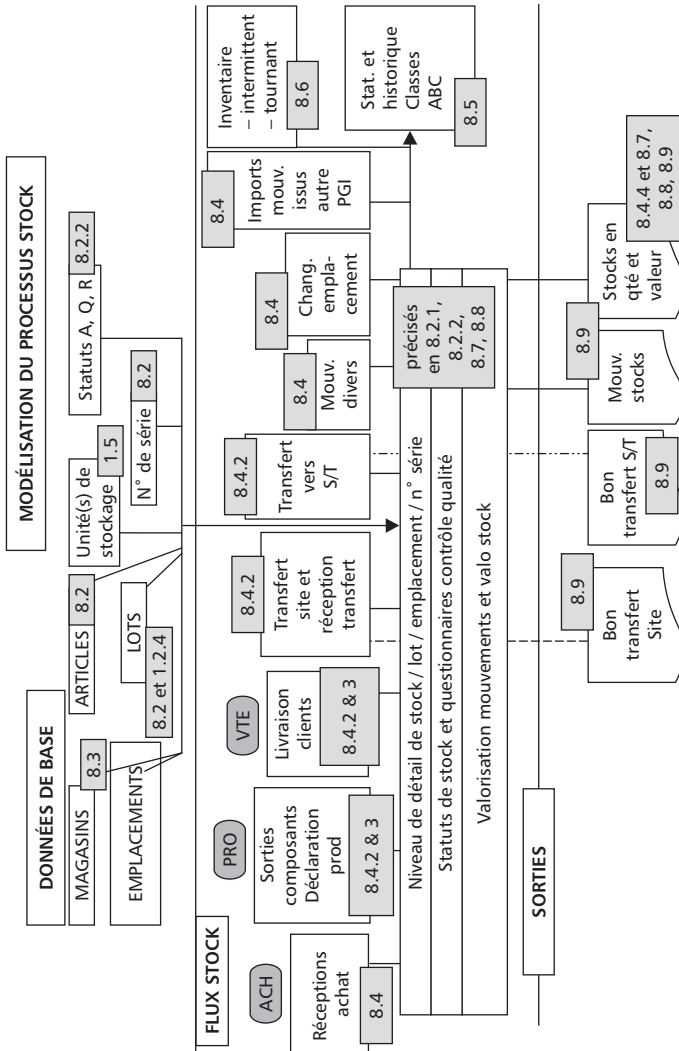 MODÉLISATION DU PROCESSUS STOCK
DONNÉES DE BASE
MAGASINS
8.3
EMPLACEMENTS
ARTICLES
8.2
LOTS
8.2 et 1.2.4
Unité(s) de
stockage
1.5
N° de série
8.2
Statuts A, Q, R
8.2.2
FLUX STOCK
ACH
Réceptions
achat
8.4
PRO
Sorties
composants
Déclaration
prod
8.4.2 & 3
VTE
Livraison
clients
8.4.2 & 3
8.4.2
Transfert
site et
réception
transfert
8.4.2
Transfert
vers
S/T
8.4
Mouv.
divers
8.4
Chang.
empla-
cement
8.4
Imports
mouv.
issus
autre
PGI
Inventaire
– intermittent
– tournant
8.6
Stat. et
historique
Classes
ABC
8.5
Niveau de détail de stock / lot / emplacement / n° série
Statuts de stock et questionnaires contrôle qualité
Valorisation mouvements et valo stock
précisés
en 8.2.1,
8.2.2,
8.7, 8.8
SORTIES
8.9
Bon
transfert
Site
Bon
transfert S/T
8.9
8.9
Mouv.
stocks
Stocks en
qté et
valeur
8.4.4 et 8.7,
8.8, 8.9